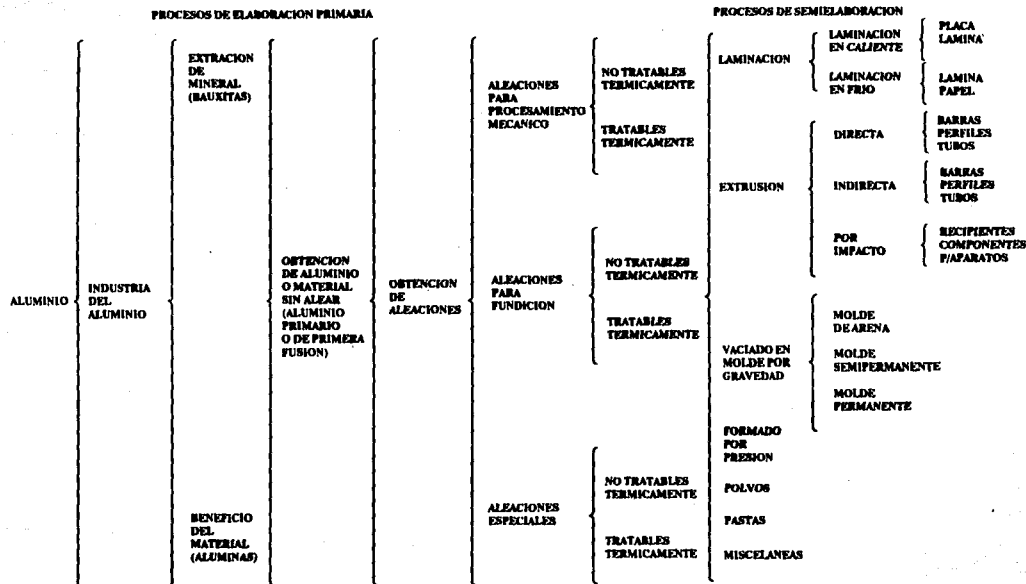 PROCESOS DE ELABORACION PRIMARIA
PROCESOS DE SEMIELABORACION
ALUMINIO
INDUSTRIA
DEL
ALUMINIO
EXTRACION
DE
MINERAL
(BAUXITAS)
BENEFICIO
DEL
MATERIAL
(ALUMINAS)
OBTENCION
DE ALUMINIO
O MATERIAL
SIN ALEAR
(ALUMINIO
PRIMARIO
O DE PRIMERA
FUSION)
OBTENCION
DE
ALEACIONES
ALEACIONES
PARA
PROCESAMIENTO
MECANICO
NO TRATABLES
TERMICAMENTE
TRATABLES
TERMICAMENTE
ALEACIONES
PARA
FUNDICION
NO TRATABLES
TERMICAMENTE
TRATABLES
TERMICAMENTE
ALEACIONES
ESPECIALES
NO TRATABLES
TERMICAMENTE
TRATABLES
TERMICAMENTE
LAMINACION
LAMINACION
EN CALIENTE
PLACA
LAMINA
LAMINACION
EN FRIO
LAMINA
PAPEL
EXTRUSION
DIRECTA
BARRAS
PERFILES
TUBOS
INDIRECTA
BARRAS
PERFILES
TUBOS
POR
IMPACTO
RECIPIENTES
COMPONENTES
P/APARATOS
VACIADO EN
MOLDE POR
GRAVEDAD
MOLDE
DE ARENA
MOLDE
SEMIPERMANENTE
MOLDE
PERMANENTE
FORMADO
POR
PRESION
POLVOS
PASTAS
MISCELANEAS